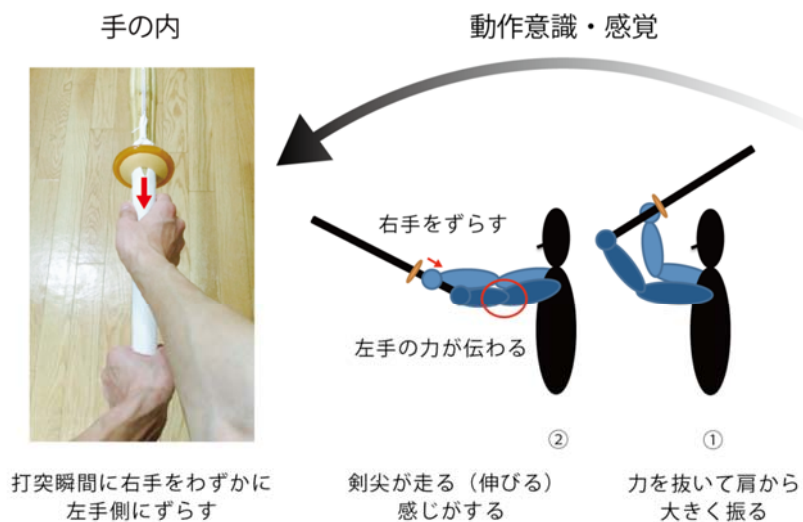 手の内
動作意識・感覚
右手をずらす
左手の力が伝わる
②
①
打突瞬間に右手をわずかに
左手側にずらす
剣尖が走る（伸びる）
感じがする
力を抜いて肩から
大きく振る